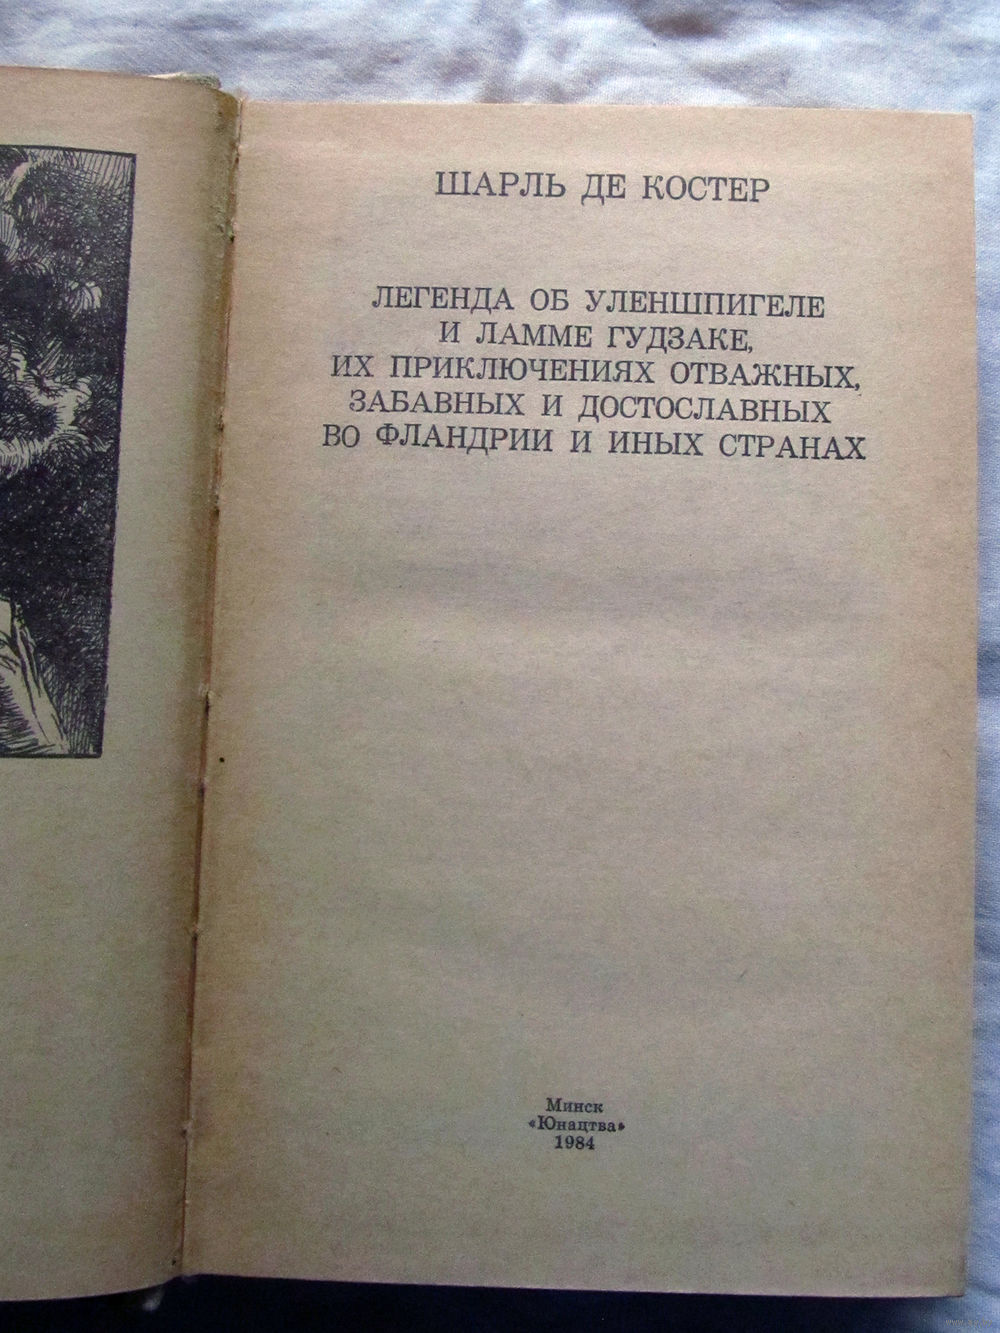 ШАРЛЬ ДЕ КОСТЕР
ЛЕГЕНДА ОБ УЛЕНШПИГЕЛЕ
И ЛАММЕ ГУДЗАКЕ,
ИХ ПРИКЛЮЧЕНИЯХ ОТВАЖНЫХ,
ЗАБАВНЫХ И ДОСТОСЛАВНЫХ
ВО ФЛАНДРИИ И ИНЫХ СТРАНАХ
Минск
«Юнацтва»
1984